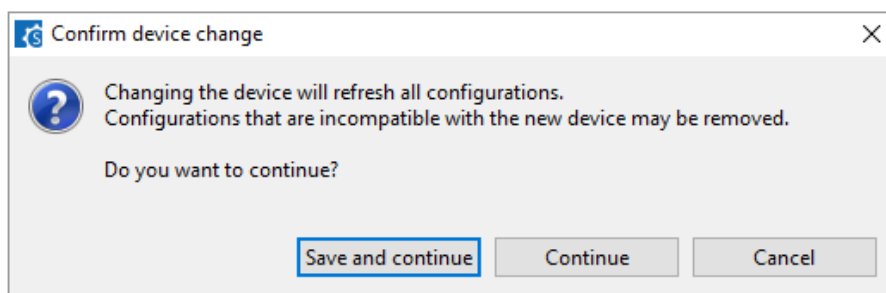 Confirm device change
Changing the device will refresh all configurations.
Configurations that are incompatible with the new device may be removed.
Do you want to continue?
Save and continue
Continue
Cancel